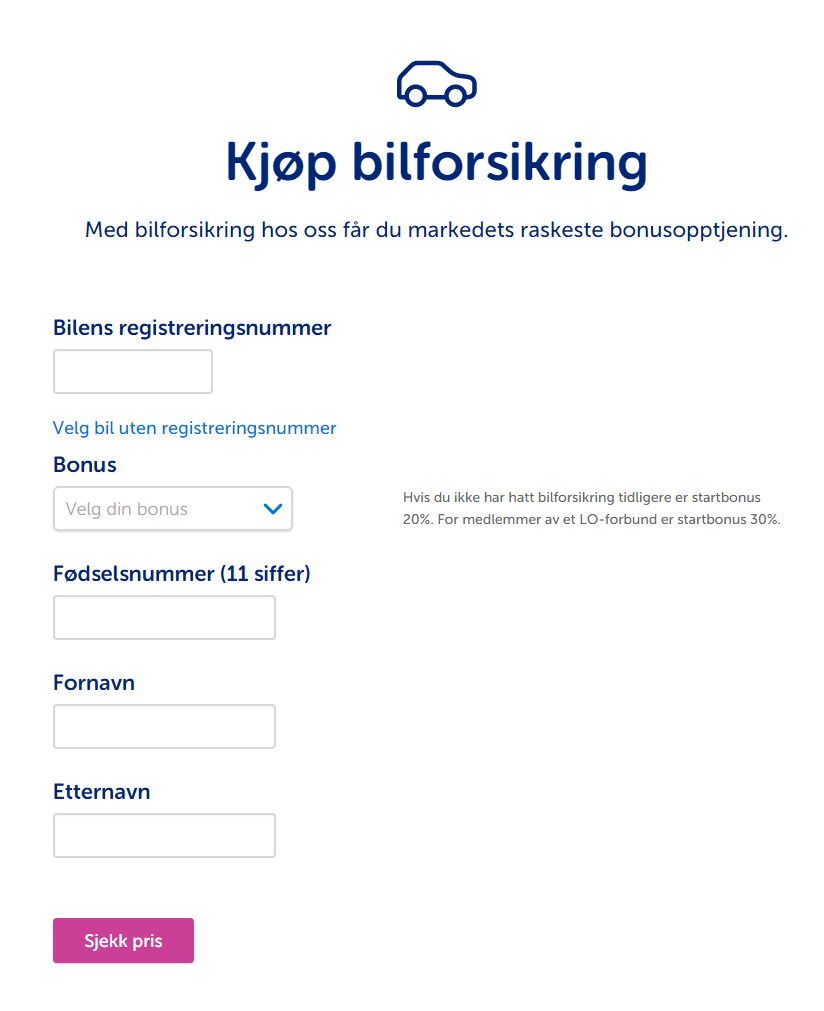 Kjøp bilforsikring
Med bilforsikring hos oss får du markedets raskeste bonusopptjening.
Bilens registreringsnummer
Velg bil uten registreringsnummer
Bonus
Velg din bonus
Hvis du ikke har hatt bilforsikring tidligere er startbonus
20%. For medlemmer av et LO-forbund er startbonus 30%.
Fødselsnummer (11 siffer)
Fornavn
Etternavn
Sjekk pris